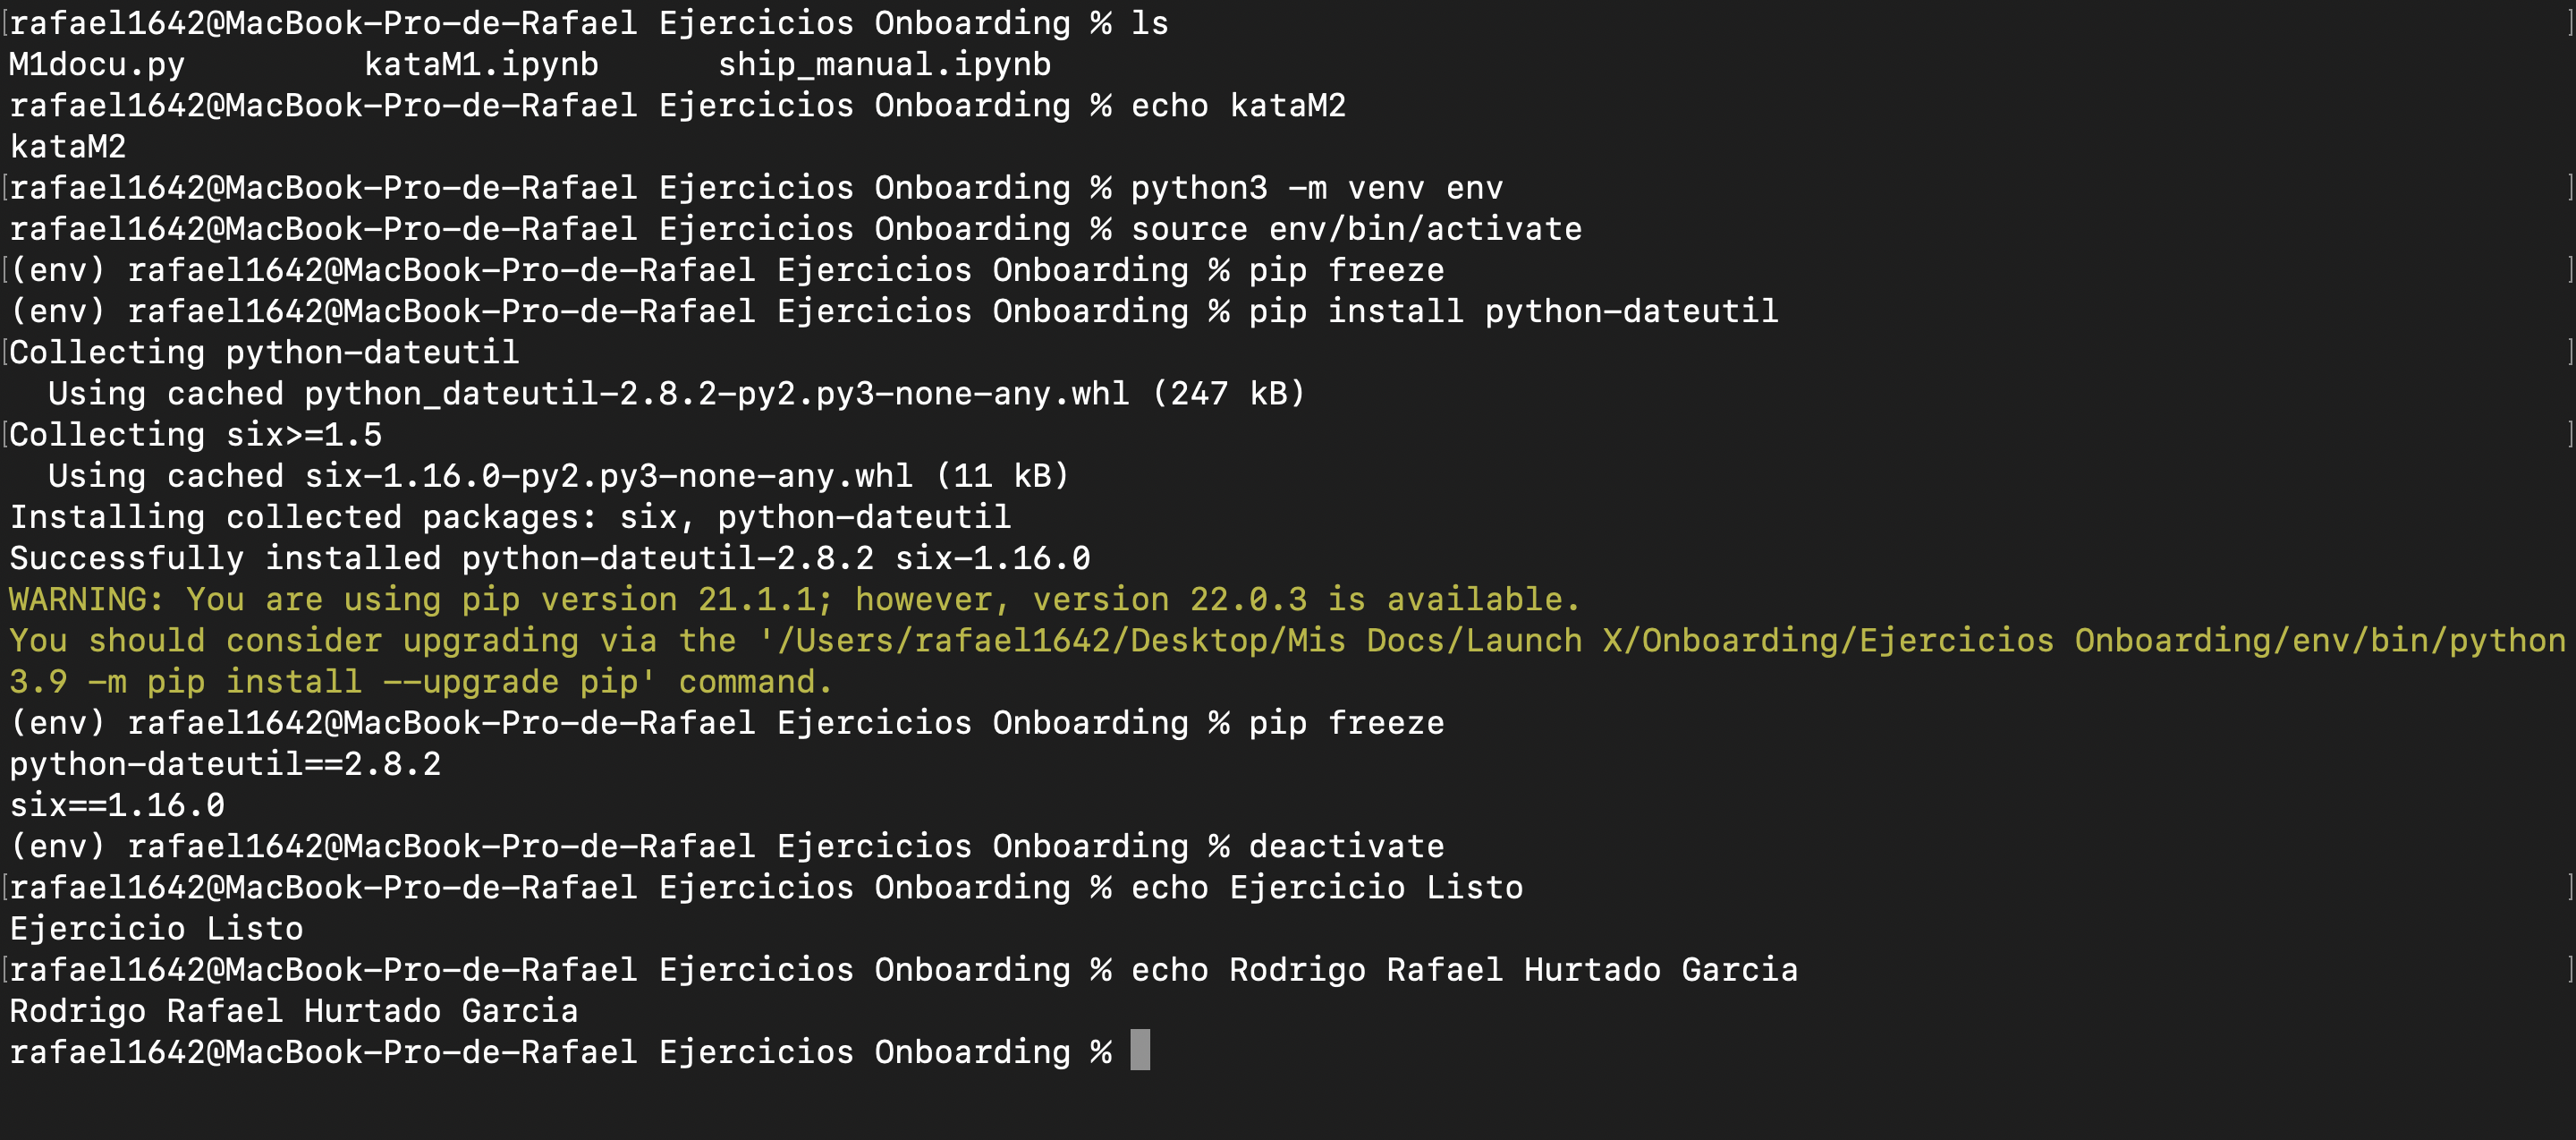 [rafael1642@MacBook-Pro-de-Rafael Ejercicios Onboarding % ls ]
M1docu.py         kataM1.ipynb      ship_manual.ipynb
rafael1642@MacBook-Pro-de-Rafael Ejercicios Onboarding % echo kataM2
kataM2
[rafael1642@MacBook-Pro-de-Rafael Ejercicios Onboarding % python3 -m venv env ]
rafael1642@MacBook-Pro-de-Rafael Ejercicios Onboarding % source env/bin/activate
[(env) rafael1642@MacBook-Pro-de-Rafael Ejercicios Onboarding % pip freeze ]
(env) rafael1642@MacBook-Pro-de-Rafael Ejercicios Onboarding % pip install python-dateutil
[Collecting python-dateutil ]
  Using cached python_dateutil-2.8.2-py2.py3-none-any.whl (247 kB)
[Collecting six>=1.5 ]
  Using cached six-1.16.0-py2.py3-none-any.whl (11 kB)
Installing collected packages: six, python-dateutil
Successfully installed python-dateutil-2.8.2 six-1.16.0
WARNING: You are using pip version 21.1.1; however, version 22.0.3 is available.
You should consider upgrading via the '/Users/rafael1642/Desktop/Mis Docs/Launch X/Onboarding/Ejercicios Onboarding/env/bin/python
3.9 -m pip install --upgrade pip' command.
(env) rafael1642@MacBook-Pro-de-Rafael Ejercicios Onboarding % pip freeze
python-dateutil==2.8.2
six==1.16.0
(env) rafael1642@MacBook-Pro-de-Rafael Ejercicios Onboarding % deactivate
[rafael1642@MacBook-Pro-de-Rafael Ejercicios Onboarding % echo Ejercicio Listo ]
Ejercicio Listo
[rafael1642@MacBook-Pro-de-Rafael Ejercicios Onboarding % echo Rodrigo Rafael Hurtado Garcia ]
Rodrigo Rafael Hurtado Garcia
rafael1642@MacBook-Pro-de-Rafael Ejercicios Onboarding %